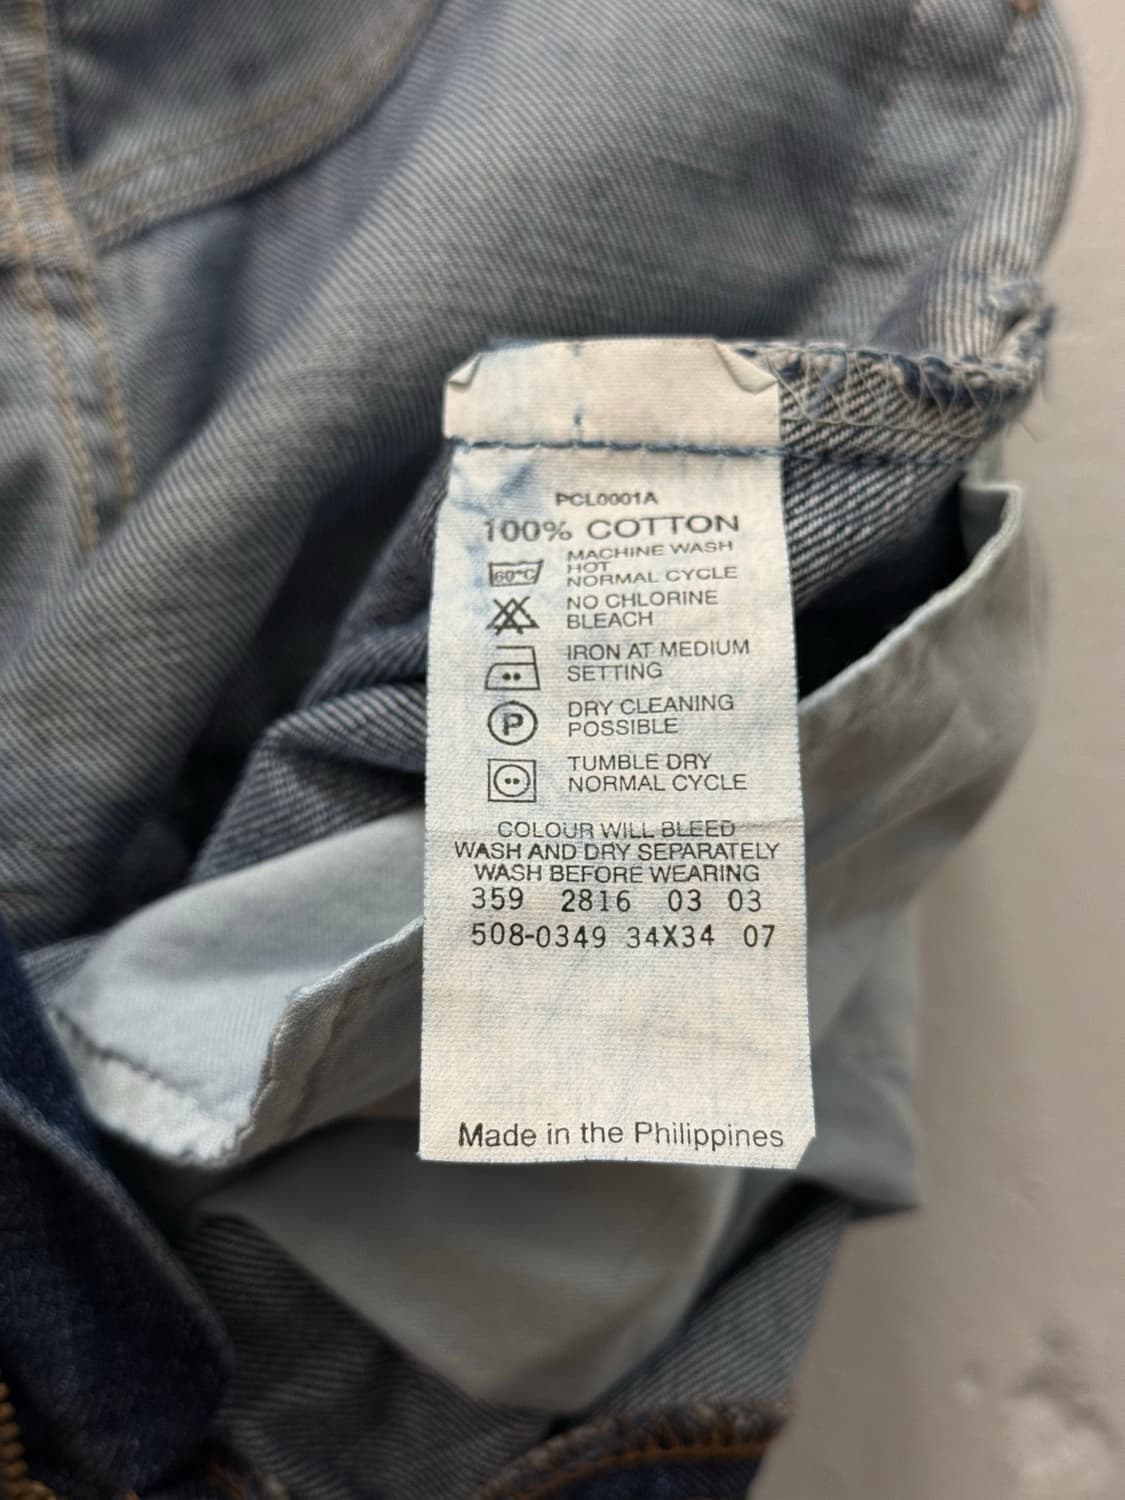 PCL0001A
100% COTTON
60°C MACHINE WASH
HOT
NORMAL CYCLE
NO CHLORINE
BLEACH
IRON AT MEDIUM
SETTING
P DRY CLEANING
POSSIBLE
TUMBLE DRY
NORMAL CYCLE
COLOUR WILL BLEED
WASH AND DRY SEPARATELY
WASH BEFORE WEARING
359 2816 03 03
508-0349 34X34 07
Made in the Philippines